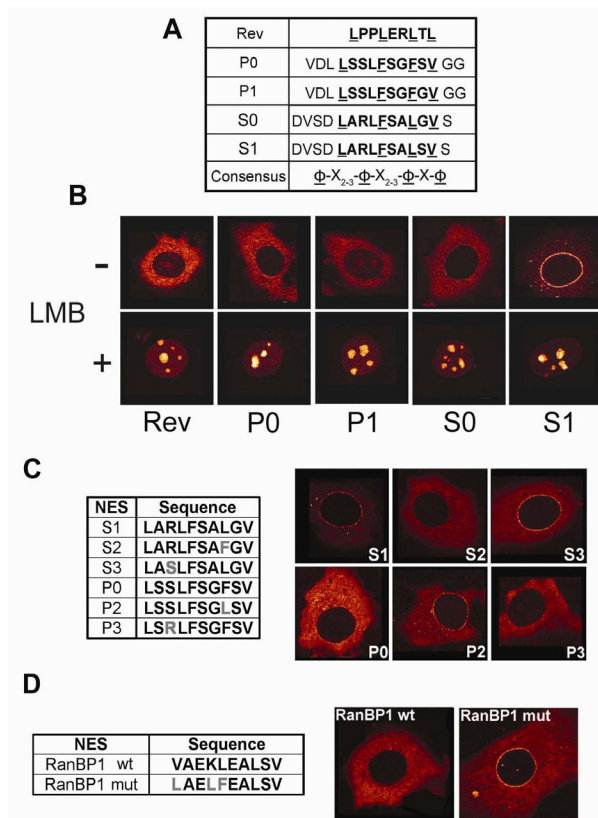 A
Rev LPPLERLTL
P0 VDL LSSLFSGFSV GG
P1 VDL LSSLFSGFGV GG
S0 DVSD LARLFSALGV S
S1 DVSD LARLFSALSV S
Consensus Φ-X2-3-Φ-X2-3-Φ-X-Φ
B
-
LMB
+
Rev P0 P1 S0 S1
C
NES Sequence
S1 LARLFSALGV
S2 LARLFSAFGV
S3 LASLFSALGV
P0 LSSLFSGFSV
P2 LSSLFSGLSV
P3 LSRLFSGFSV
S1 S2 S3
P0 P2 P3
D
NES Sequence
RanBP1 wt VAEKLEALSV
RanBP1 mut LAELFEALSV
RanBP1 wt RanBP1 mut